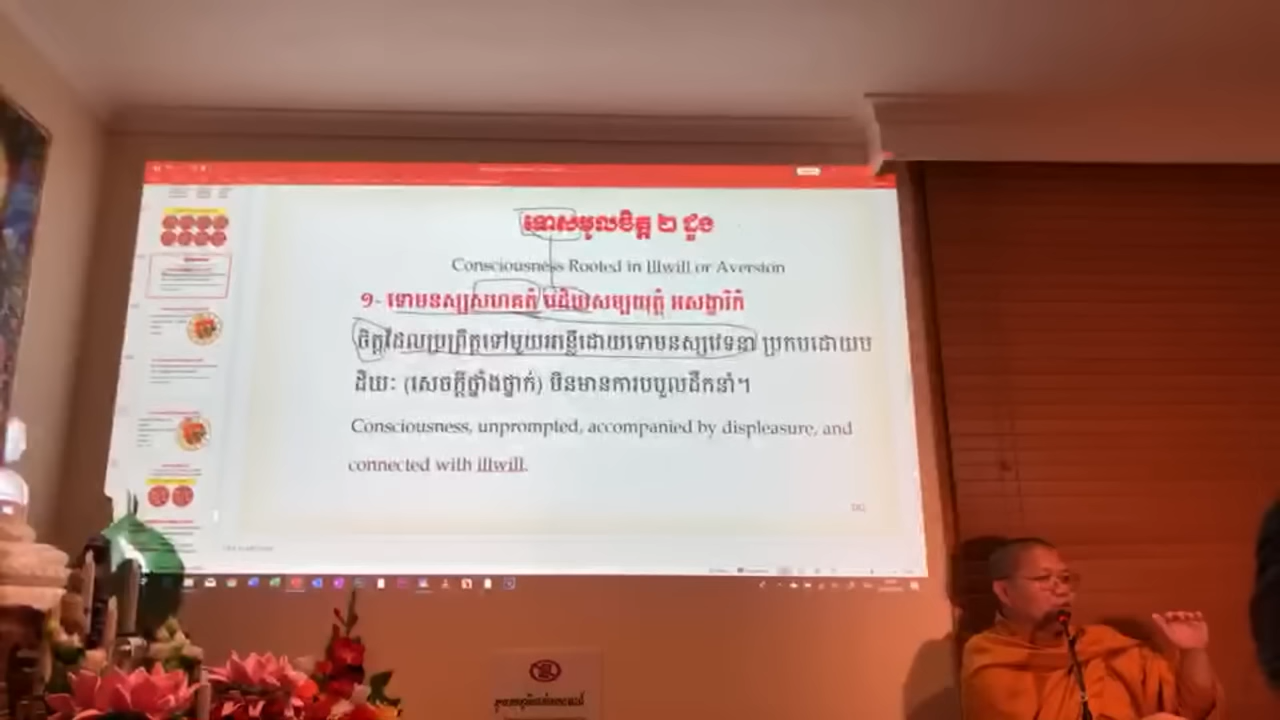 ទោសមូលចិត្ត ២ ដួង
Consciousness Rooted in Illwill or Aversion
១- ទោមនស្សសហគតំ បដិឃសម្បយុត្តំ អសង្ខារិកំ
ចិត្តដែលប្រព្រឹត្តទៅមួយអន្លើដោយទោមនស្សវេទនា ប្រកបដោយប
ដិឃៈ (សេចក្តីថ្នាំងថ្នាក់) មិនមានការបបួលដឹកនាំ។
Consciousness, unprompted, accompanied by displeasure, and
connected with illwill.